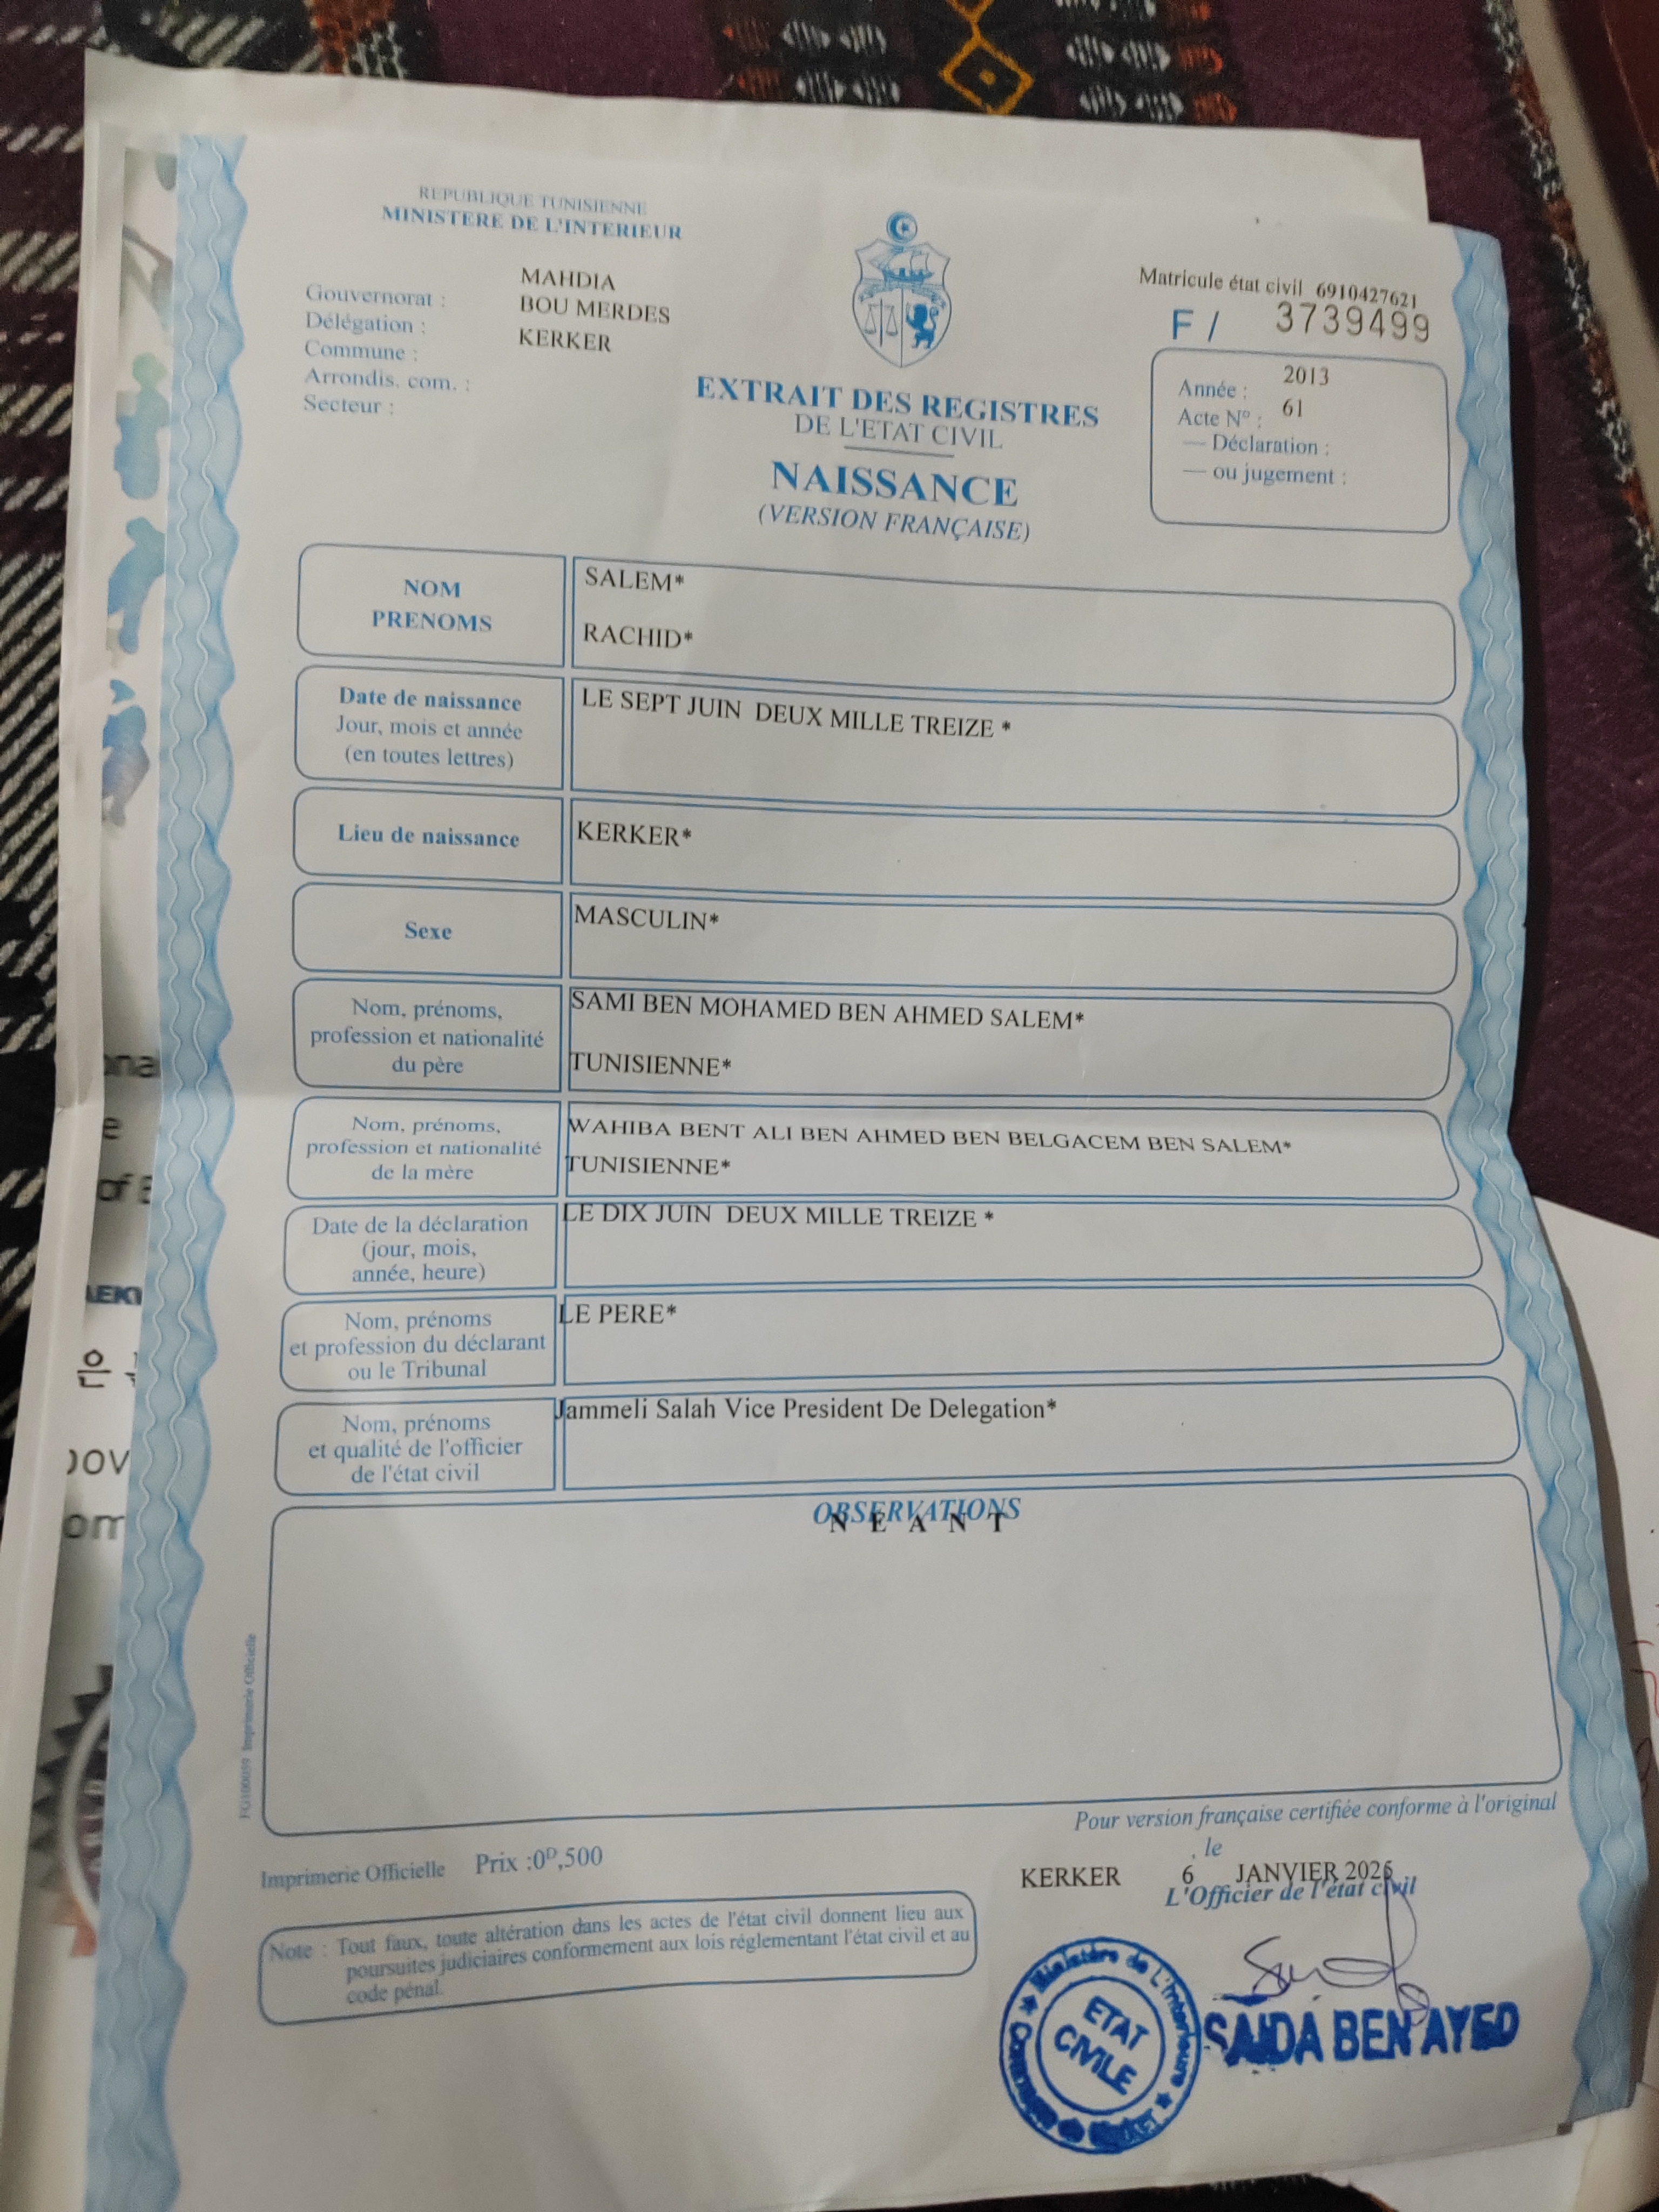 REPUBLIQUE TUNISIENNE
MINISTERE DE L'INTERIEUR
Gouvernorat : MAHDIA
Délégation : BOU MERDES
Commune : KERKER
Arrondis. com. :
Secteur :
Matricule état civil 6910427621
F / 3739499
Année : 2013
Acte N° : 61
— Déclaration :
— ou jugement :
EXTRAIT DES REGISTRES
DE L'ETAT CIVIL
NAISSANCE
(VERSION FRANÇAISE)
NOM
PRENOMS
SALEM*
RACHID*
Date de naissance
Jour, mois et année
(en toutes lettres)
LE SEPT JUIN DEUX MILLE TREIZE *
Lieu de naissance
KERKER*
Sexe
MASCULIN*
Nom, prénoms,
profession et nationalité
du père
SAMI BEN MOHAMED BEN AHMED SALEM*
TUNISIENNE*
Nom, prénoms,
profession et nationalité
de la mère
WAHIBA BENT ALI BEN AHMED BEN BELGACEM BEN SALEM*
TUNISIENNE*
Date de la déclaration
(jour, mois,
année, heure)
LE DIX JUIN DEUX MILLE TREIZE *
Nom, prénoms
et profession du déclarant
ou le Tribunal
LE PERE*
Nom, prénoms
et qualité de l'officier
de l'état civil
Jammeli Salah Vice President De Delegation*
OBSERVATIONS
N E A N T
FG100059 Imprimerie Officielle
Pour version française certifiée conforme à l'original
, le
KERKER 6 JANVIER 2026
L'Officier de l'état civil
Imprimerie Officielle Prix :0ᴰ,500
Note : Tout faux, toute altération dans les actes de l'état civil donnent lieu aux
poursuites judiciaires conformement aux lois réglementant l'état civil et au
code pénal.
Ministère de L'Interieure
ETAT
CIVILE
SAIDA BEN AYED
of
은